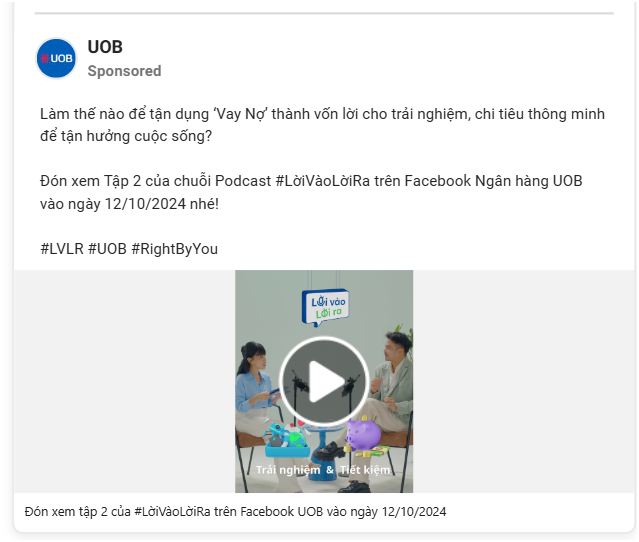 UOB
UOB
Sponsored
Làm thế nào để tận dụng ‘Vay Nợ’ thành vốn lời cho trải nghiệm, chi tiêu thông minh
để tận hưởng cuộc sống?
Đón xem Tập 2 của chuỗi Podcast #LờiVàoLờiRa trên Facebook Ngân hàng UOB
vào ngày 12/10/2024 nhé!
#LVLR #UOB #RightByYou
Lời vào
Lời ra
Trải nghiệm & Tiết kiệm
Đón xem tập 2 của #LờiVàoLờiRa trên Facebook UOB vào ngày 12/10/2024